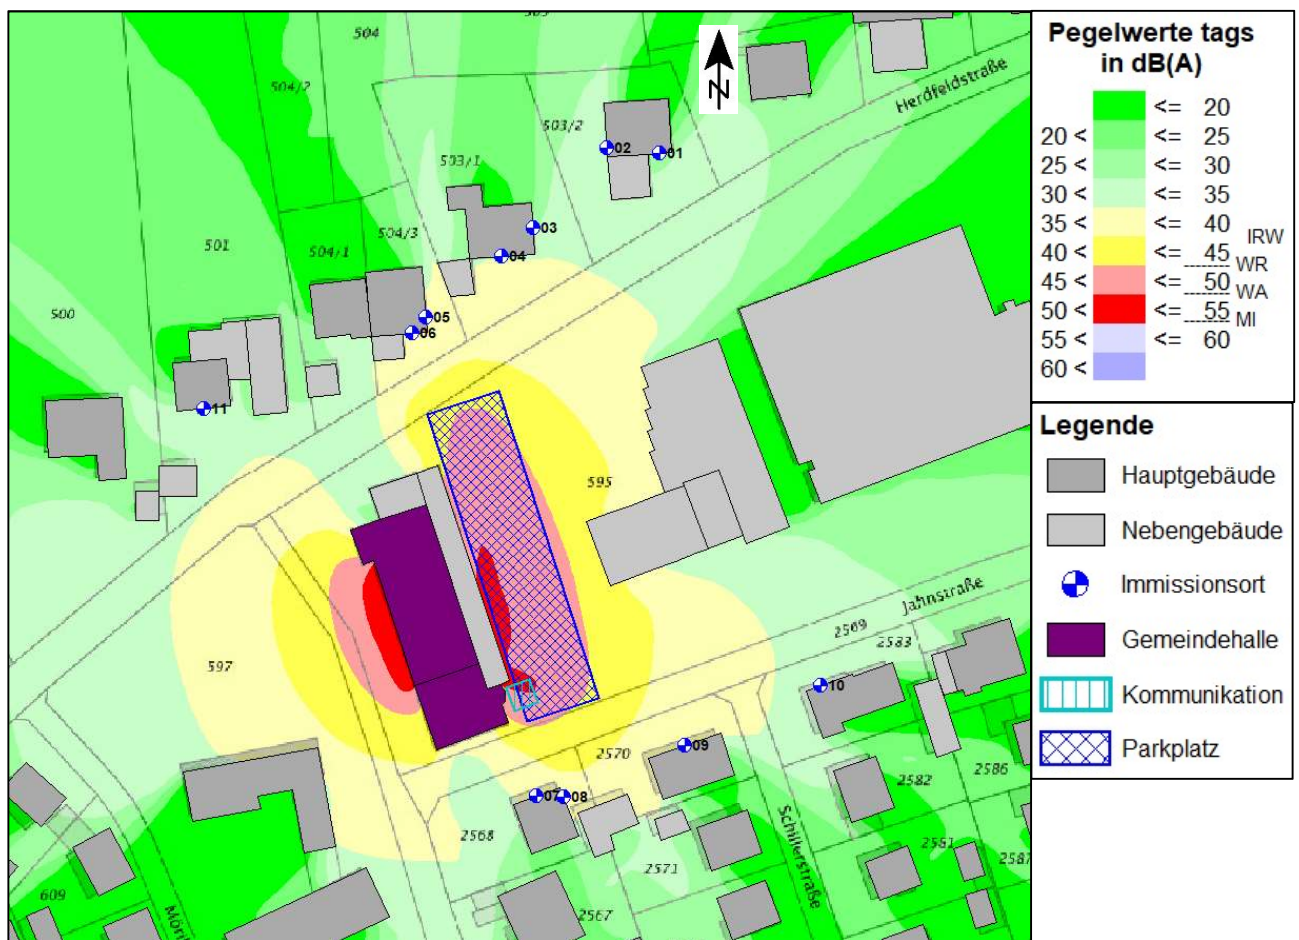 Pegelwerte tags
in dB(A)
<= 20
20 < <= 25
25 < <= 30
30 < <= 35
35 < <= 40
IRW
40 < <= 45
WR
45 < <= 50
WA
50 < <= 55
MI
55 < <= 60
60 <
Legende
Hauptgebäude
Nebengebäude
Immissionsort
Gemeindehalle
Kommunikation
Parkplatz
504
N
504/2
503/2
Herdfeldstraße
02
01
503/1
501
504/1
504/3
03
04
500
05
06
11
595
597
Jahnstraße
2569
2583
10
2570
09
2582
2586
07
08
2568
Schillerstraße
2581
2571
609
2567